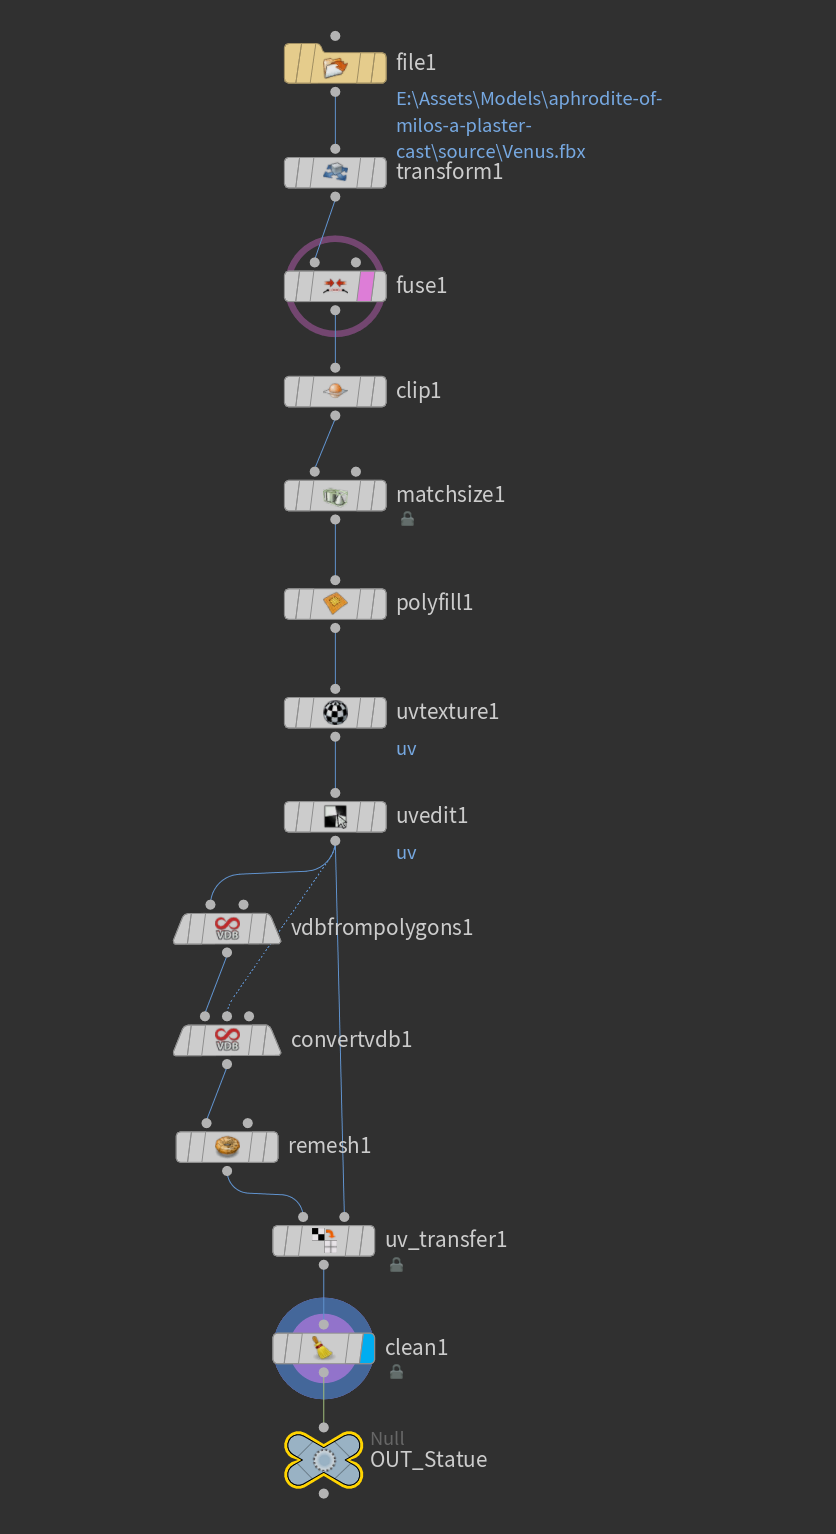 file1
E:\Assets\Models\aphrodite-of-
milos-a-plaster-
cast\source\Venus.fbx
transform1
fuse1
clip1
matchsize1
polyfill1
uvtexture1
uv
uvedit1
uv
VDB
vdbfrompolygons1
VDB
convertvdb1
remesh1
uv_transfer1
clean1
Null
OUT_Statue